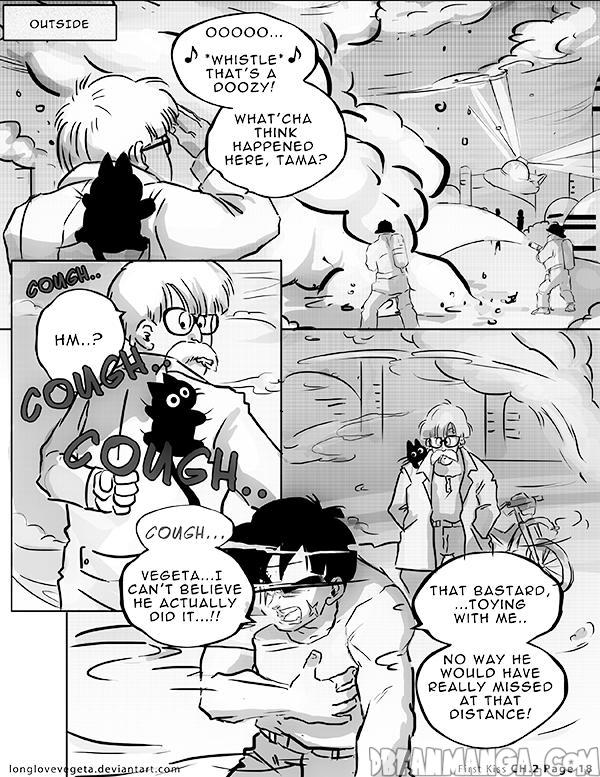 OUTSIDE
OOOOO...
♪ *WHISTLE* ♪
THAT'S A
DOOZY!
WHAT'CHA
THINK
HAPPENED
HERE, TAMA?
COUGH..
HM..?
COUGH..
COUGH..
COUGH...
VEGETA...I
CAN'T BELIEVE
HE ACTUALLY
DID IT...!!
THAT BASTARD,
...TOYING
WITH ME..
NO WAY HE
WOULD HAVE
REALLY MISSED
AT THAT
DISTANCE!
DBFANMANGA.COM
longlovevegeta.deviantart.com
First Kiss CH.2 Page 18